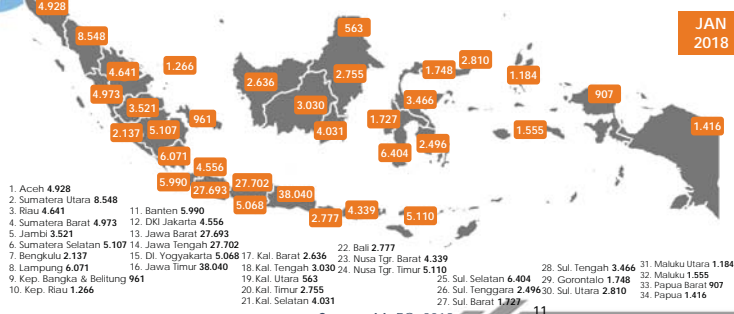 4.928
JAN
2018
8.548
563
4.641
1.266
2.636
2.755
1.748
2.810
1.184
4.973
3.521
961
3.030
3.466
907
2.137
5.107
4.031
1.727
1.555
1.416
6.071
6.404
2.496
4.556
5.990
27.693
27.702
38.040
5.068
2.777
4.339
5.110
1. Aceh 4.928
2. Sumatera Utara 8.548
3. Riau 4.641
4. Sumatera Barat 4.973
5. Jambi 3.521
6. Sumatera Selatan 5.107
7. Bengkulu 2.137
8. Lampung 6.071
9. Kep. Bangka & Belitung 961
10. Kep. Riau 1.266
11. Banten 5.990
12. DKI Jakarta 4.556
13. Jawa Barat 27.693
14. Jawa Tengah 27.702
15. DI. Yogyakarta 5.068
16. Jawa Timur 38.040
17. Kal. Barat 2.636
18. Kal. Tengah 3.030
19. Kal. Utara 563
20. Kal. Timur 2.755
21. Kal. Selatan 4.031
22. Bali 2.777
23. Nusa Tgr. Barat 4.339
24. Nusa Tgr. Timur 5.110
25. Sul. Selatan 6.404
26. Sul. Tenggara 2.496
27. Sul. Barat 1.727
28. Sul. Tengah 3.466
29. Gorontalo 1.748
30. Sul. Utara 2.810
31. Maluku Utara 1.184
32. Maluku 1.555
33. Papua Barat 907
34. Papua 1.416
11